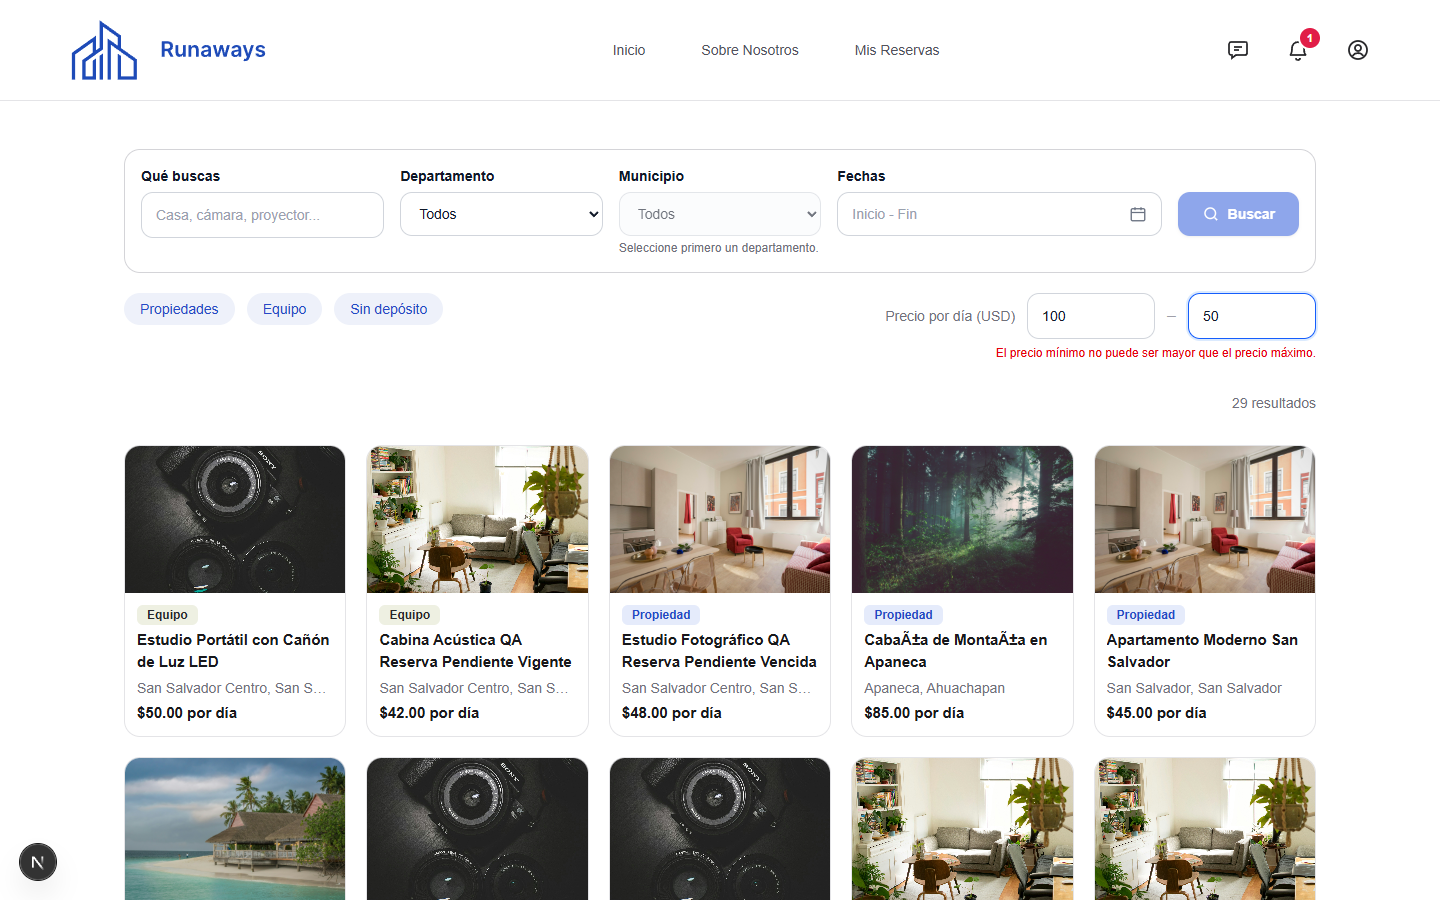 Runaways
Inicio
Sobre Nosotros
Mis Reservas
1
Qué buscas
Departamento
Municipio
Fechas
Casa, cámara, proyector...
Todos
Todos
Inicio - Fin
Buscar
Seleccione primero un departamento.
Propiedades
Equipo
Sin depósito
Precio por día (USD)
100
–
50
El precio mínimo no puede ser mayor que el precio máximo.
29 resultados
Equipo
Estudio Portátil con Cañón
de Luz LED
San Salvador Centro, San S...
$50.00 por día
Equipo
Cabina Acústica QA
Reserva Pendiente Vigente
San Salvador Centro, San S...
$42.00 por día
Propiedad
Estudio Fotográfico QA
Reserva Pendiente Vencida
San Salvador Centro, San S...
$48.00 por día
Propiedad
CabaÃ±a de MontaÃ±a en
Apaneca
Apaneca, Ahuachapan
$85.00 por día
Propiedad
Apartamento Moderno San
Salvador
San Salvador, San Salvador
$45.00 por día
SONY
SONY
SONY
N